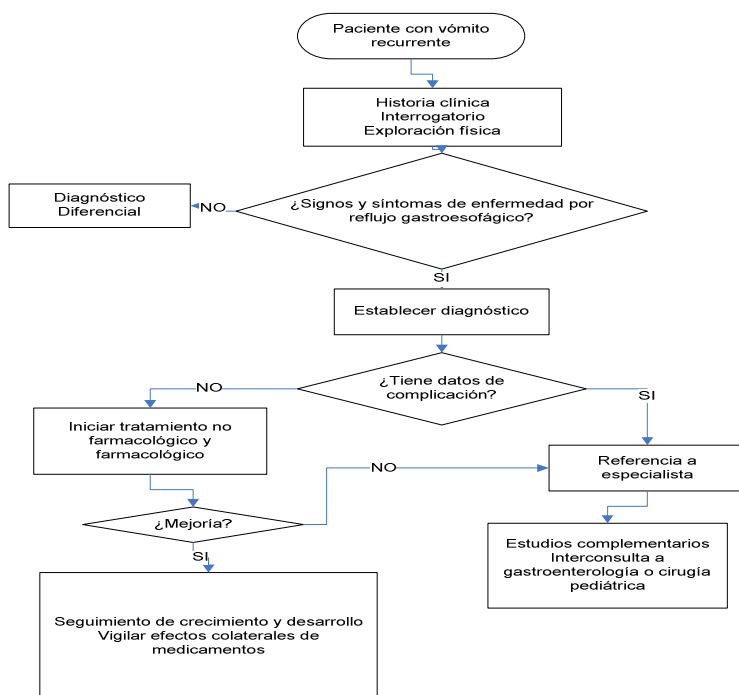 Paciente con vómito
recurrente
Historia clínica
Interrogatorio
Exploración física
¿Signos y síntomas de enfermedad por
reflujo gastroesofágico?
NO
Diagnóstico
Diferencial
SI
Establecer diagnóstico
¿Tiene datos de
complicación?
NO
SI
Iniciar tratamiento no
farmacológico y
farmacológico
Referencia a
especialista
NO
¿Mejoría?
SI
Estudios complementarios
Interconsulta a
gastroenterología o cirugía
pediátrica
Seguimiento de crecimiento y desarrollo
Vigilar efectos colaterales de
medicamentos